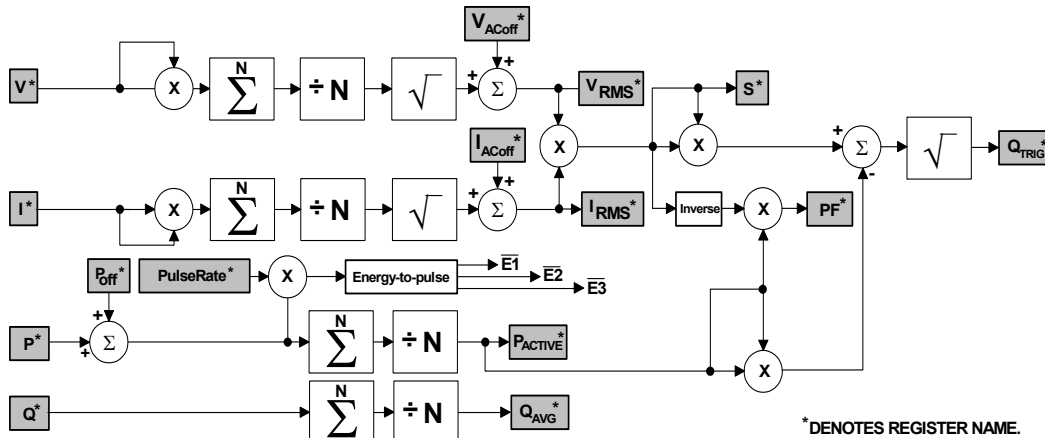 V_ACoff*
V*
X
N
Σ
÷ N
√
+
+
Σ
V_RMS*
S*
X
X
+
Σ
-
√
Q_TRIG*
I_ACoff*
I*
X
N
Σ
÷ N
√
+
+
Σ
I_RMS*
Inverse
X
PF*
P_off*
PulseRate*
X
Energy-to-pulse
E1
E2
E3
+
P*
+
Σ
N
Σ
÷ N
P_ACTIVE*
X
Q*
N
Σ
÷ N
Q_AVG*
*DENOTES REGISTER NAME.